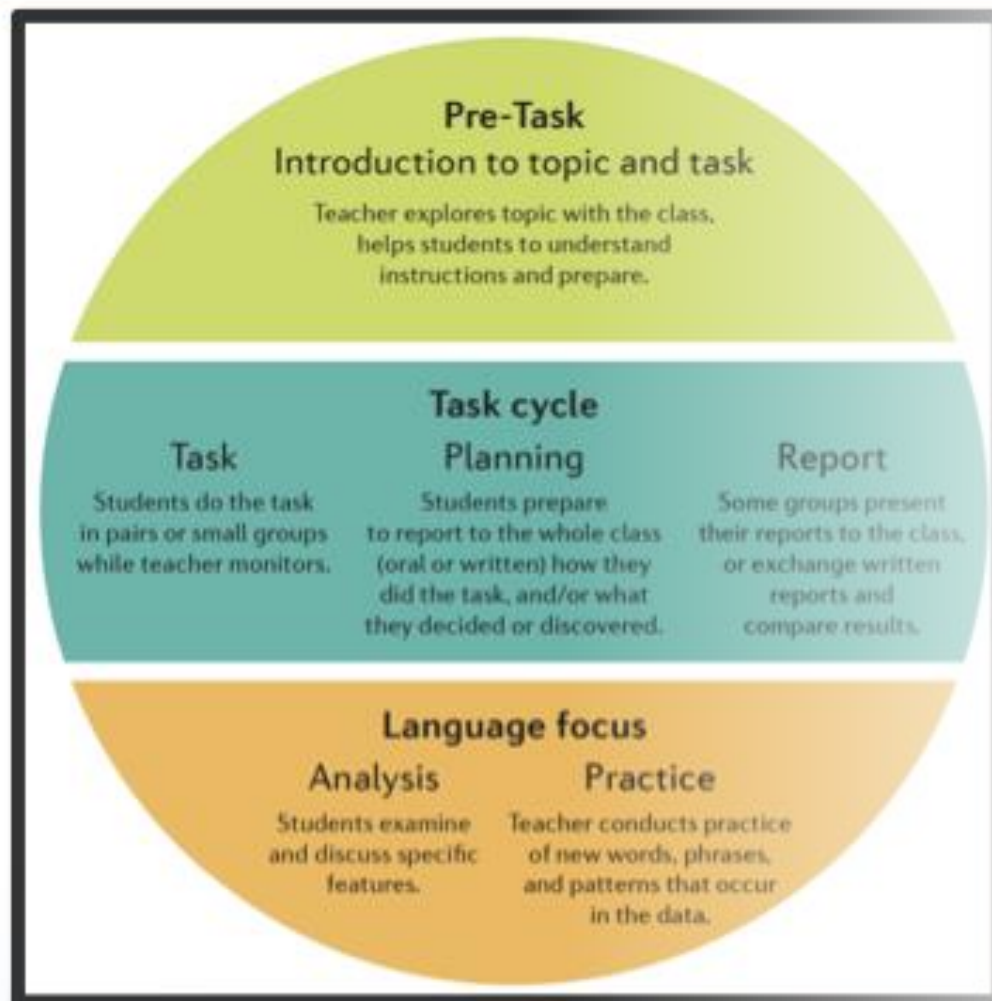 Pre-Task
Introduction to topic and task
Teacher explores topic with the class,
helps students to understand
instructions and prepare.
Task cycle
Task
Students do the task
in pairs or small groups
while teacher monitors.
Planning
Students prepare
to report to the whole class
(oral or written) how they
did the task, and/or what
they decided or discovered.
Report
Some groups present
their reports to the class,
or exchange written
reports and
compare results.
Language focus
Analysis
Students examine
and discuss specific
features.
Practice
Teacher conducts practice
of new words, phrases,
and patterns that occur
in the data.